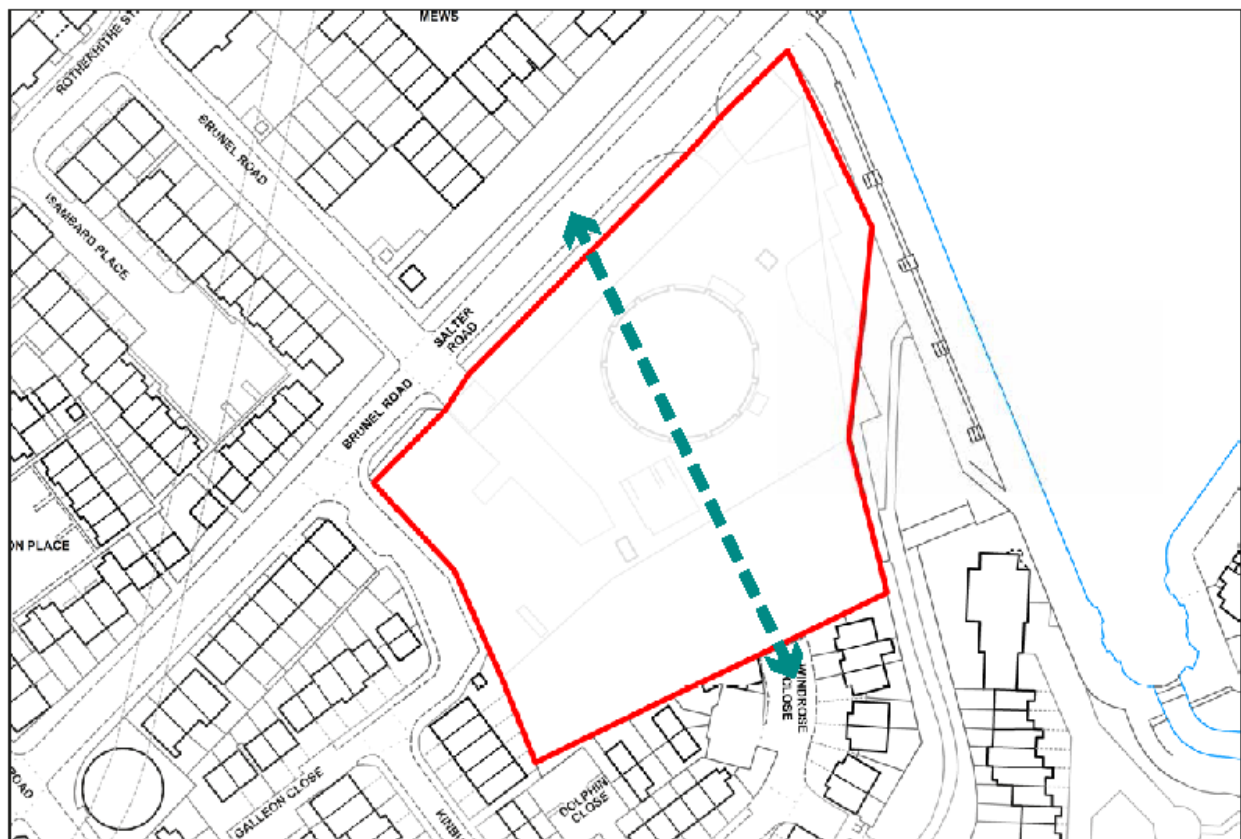 MEWS
ROTHERHITHE ST
BRUNEL ROAD
ISAMBARD PLACE
SALTER
ROAD
BRUNEL ROAD
ON PLACE
WINDROSE
CLOSE
DOLPHIN
CLOSE
GALLEON CLOSE
ROAD